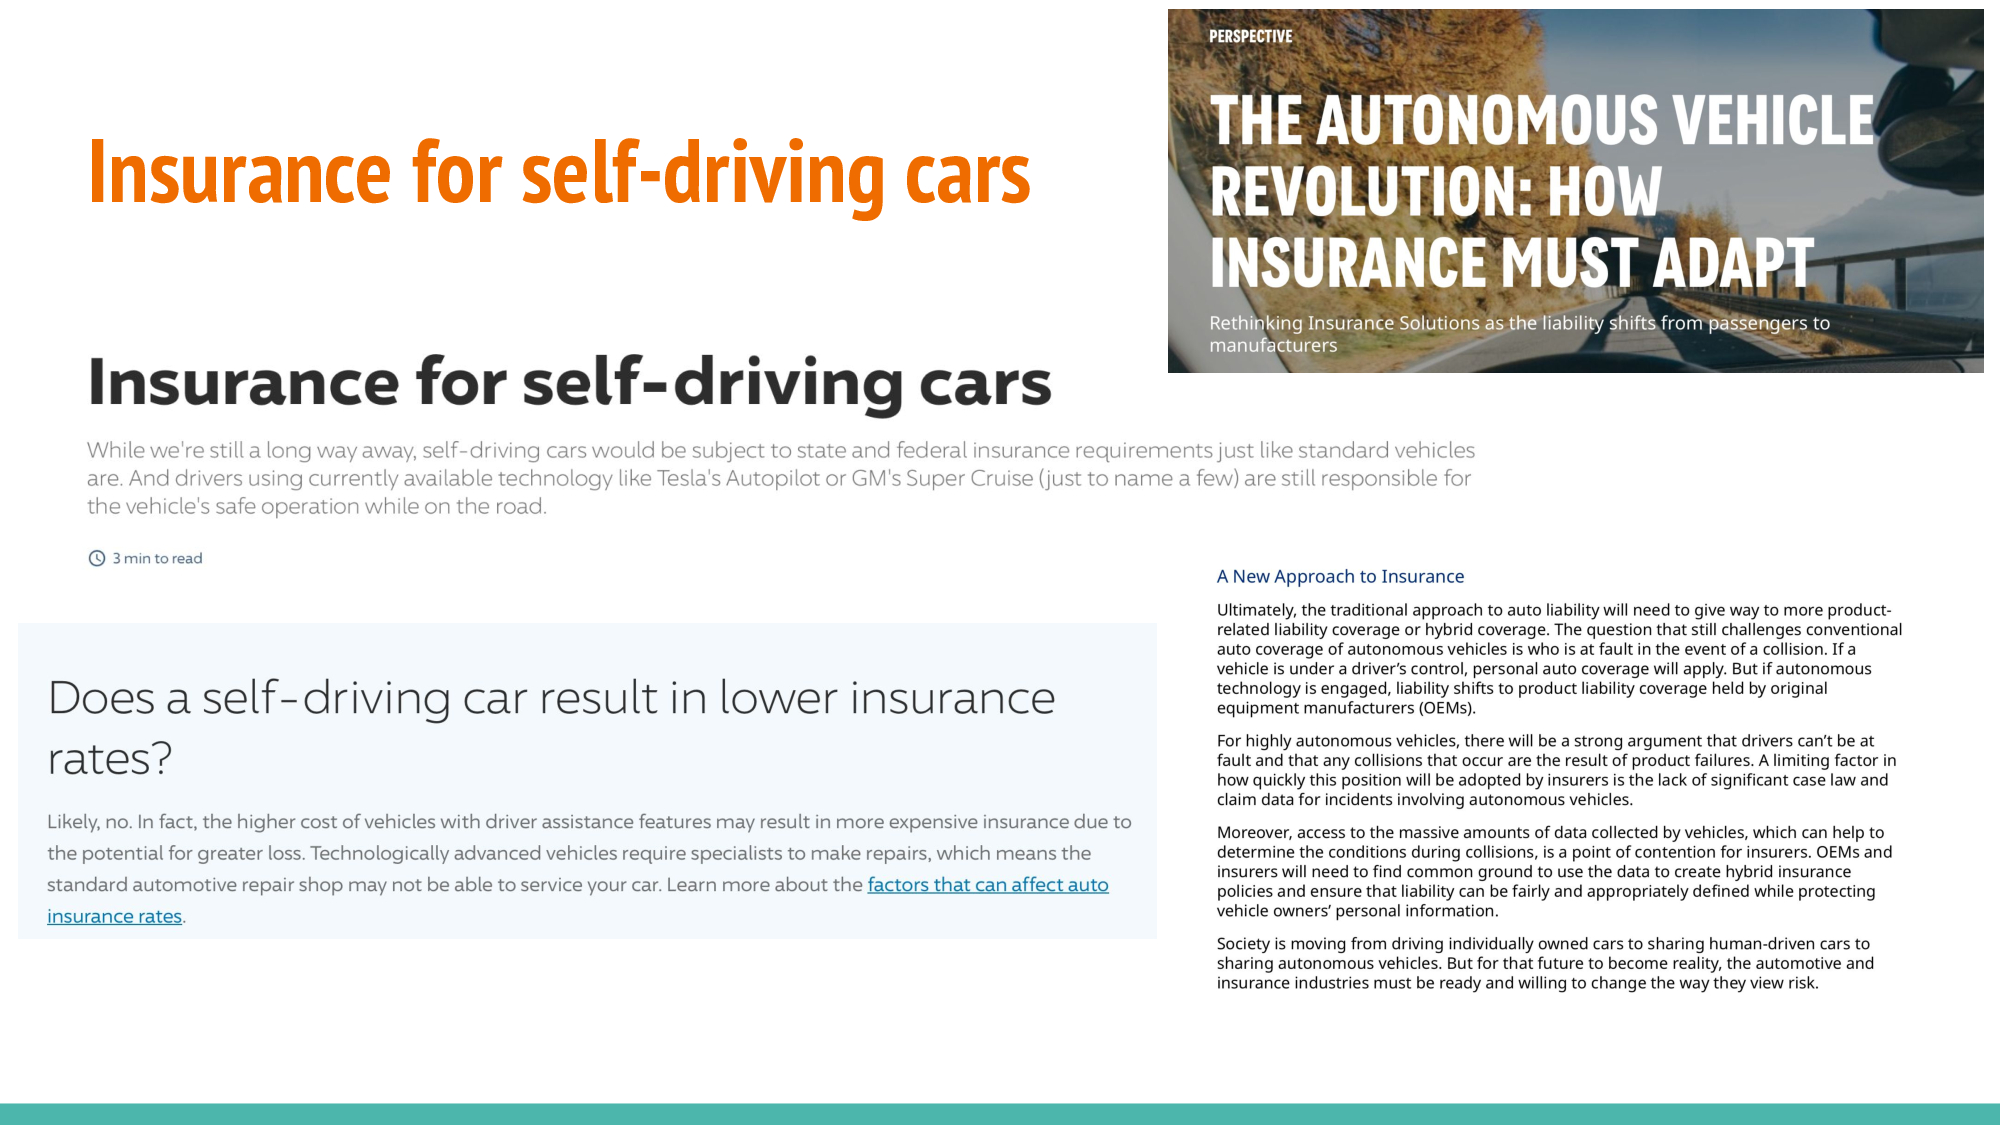 Insurance for self-driving cars
PERSPECTIVE
THE AUTONOMOUS VEHICLE
REVOLUTION: HOW
INSURANCE MUST ADAPT
Rethinking Insurance Solutions as the liability shifts from passengers to
manufacturers
Insurance for self-driving cars
While we're still a long way away, self-driving cars would be subject to state and federal insurance requirements just like standard vehicles
are. And drivers using currently available technology like Tesla's Autopilot or GM's Super Cruise (just to name a few) are still responsible for
the vehicle's safe operation while on the road.
3 min to read
Does a self-driving car result in lower insurance
rates?
Likely, no. In fact, the higher cost of vehicles with driver assistance features may result in more expensive insurance due to
the potential for greater loss. Technologically advanced vehicles require specialists to make repairs, which means the
standard automotive repair shop may not be able to service your car. Learn more about the factors that can affect auto
insurance rates.
A New Approach to Insurance
Ultimately, the traditional approach to auto liability will need to give way to more product-
related liability coverage or hybrid coverage. The question that still challenges conventional
auto coverage of autonomous vehicles is who is at fault in the event of a collision. If a
vehicle is under a driver’s control, personal auto coverage will apply. But if autonomous
technology is engaged, liability shifts to product liability coverage held by original
equipment manufacturers (OEMs).
For highly autonomous vehicles, there will be a strong argument that drivers can’t be at
fault and that any collisions that occur are the result of product failures. A limiting factor in
how quickly this position will be adopted by insurers is the lack of significant case law and
claim data for incidents involving autonomous vehicles.
Moreover, access to the massive amounts of data collected by vehicles, which can help to
determine the conditions during collisions, is a point of contention for insurers. OEMs and
insurers will need to find common ground to use the data to create hybrid insurance
policies and ensure that liability can be fairly and appropriately defined while protecting
vehicle owners’ personal information.
Society is moving from driving individually owned cars to sharing human-driven cars to
sharing autonomous vehicles. But for that future to become reality, the automotive and
insurance industries must be ready and willing to change the way they view risk.